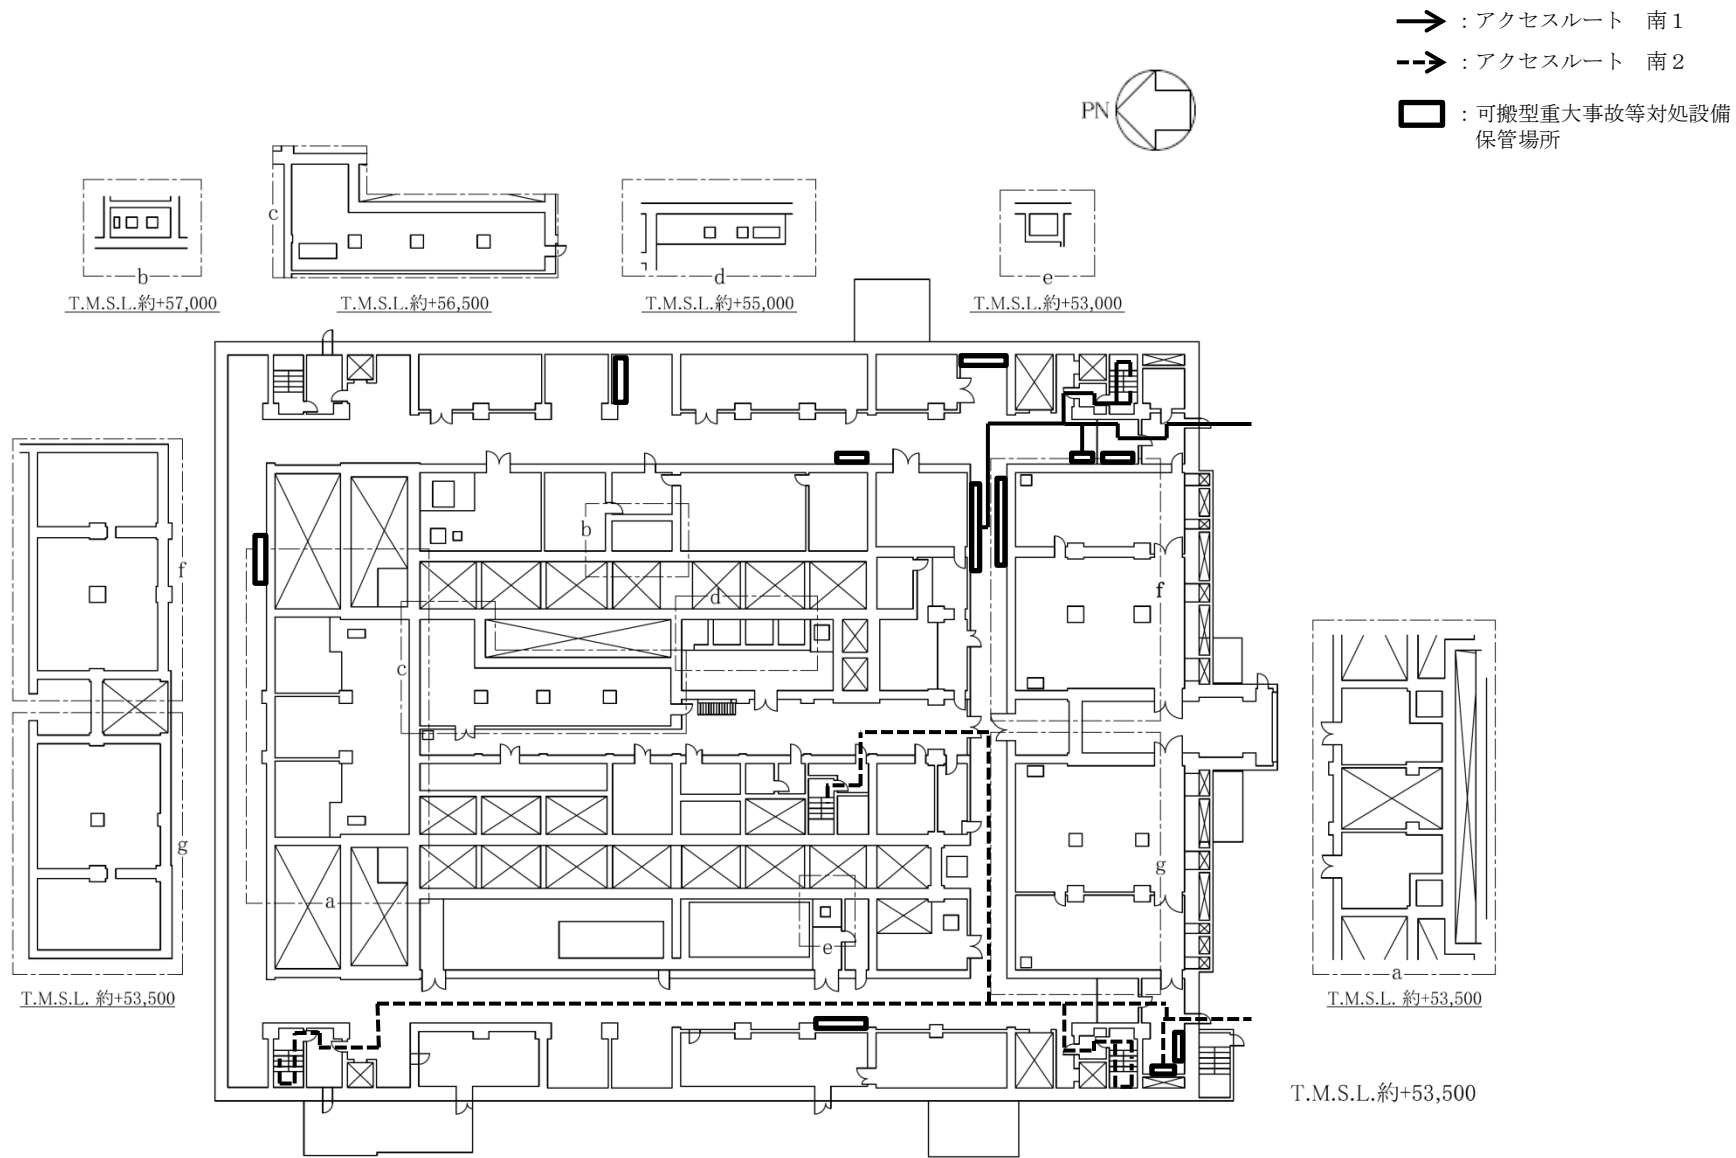 ：アクセスルート　南１
：アクセスルート　南２
：可搬型重大事故等対処設備
保管場所
PN
c
b
d
e
T.M.S.L.約+57,000
T.M.S.L.約+56,500
T.M.S.L.約+55,000
T.M.S.L.約+53,000
b
f
f
d
c
g
g
a
e
a
T.M.S.L. 約+53,500
T.M.S.L. 約+53,500
T.M.S.L.約+53,500